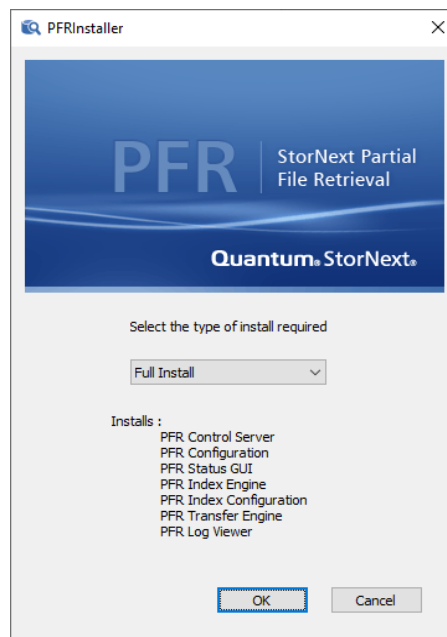 PFRInstaller
PFR
StorNext Partial
File Retrieval
Quantum® StorNext®
Select the type of install required
Full Install
Installs :
PFR Control Server
PFR Configuration
PFR Status GUI
PFR Index Engine
PFR Index Configuration
PFR Transfer Engine
PFR Log Viewer
OK
Cancel